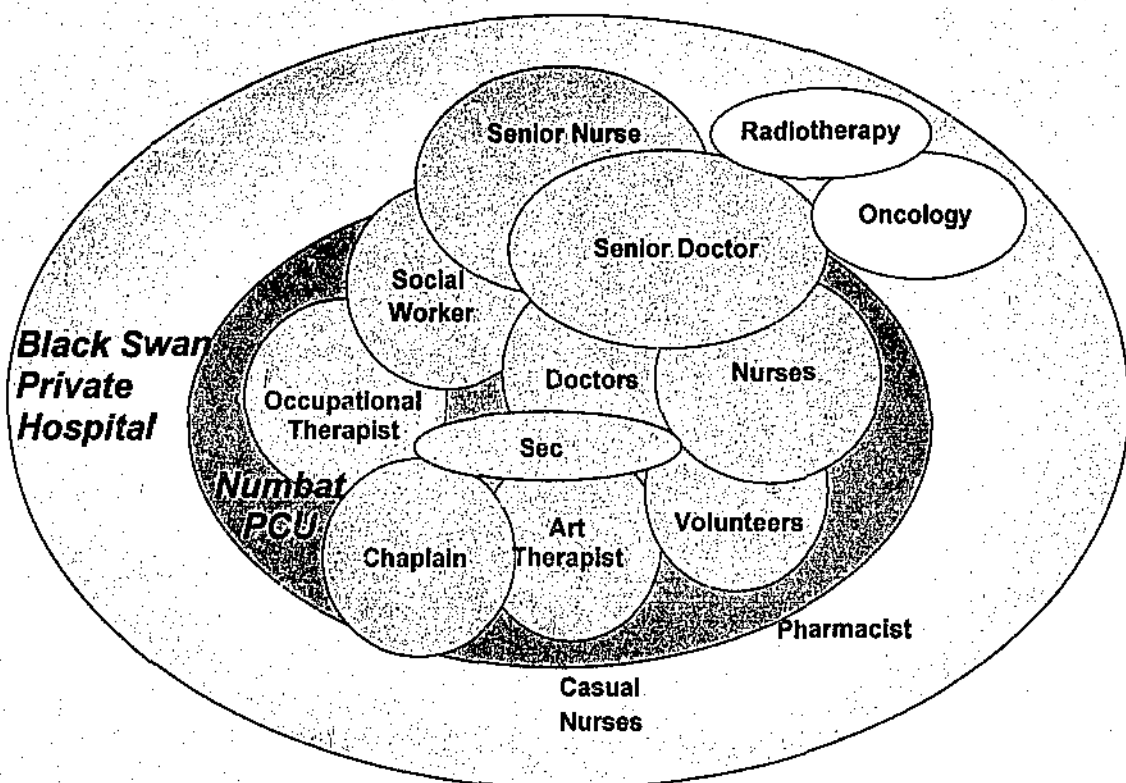 Senior Nurse
Radiotherapy
Oncology
Senior Doctor
Social
Worker
Black Swan
Private
Hospital
Doctors
Nurses
Occupational
Therapist
Sec
Numbat
PCU
Chaplain
Art
Therapist
Volunteers
Pharmacist
Casual
Nurses